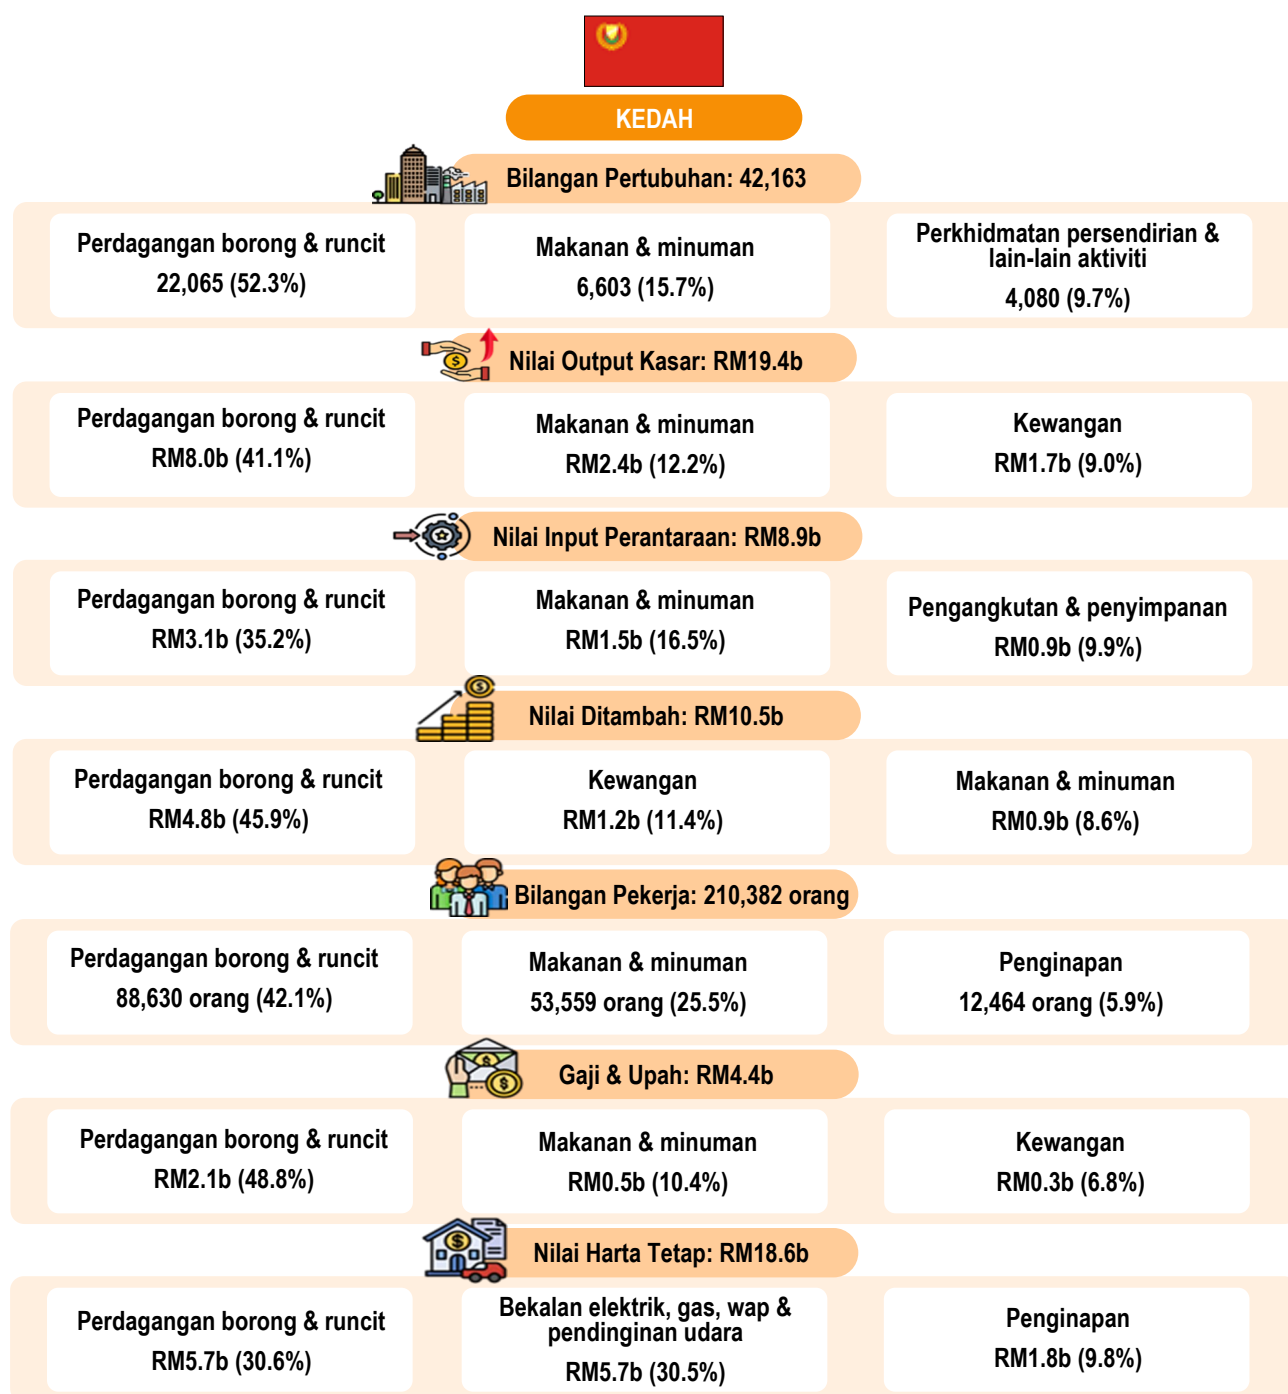 KEDAH
Bilangan Pertubuhan: 42,163
Perdagangan borong & runcit
22,065 (52.3%)
Makanan & minuman
6,603 (15.7%)
Perkhidmatan persendirian &
lain-lain aktiviti
4,080 (9.7%)
Nilai Output Kasar: RM19.4b
Perdagangan borong & runcit
RM8.0b (41.1%)
Makanan & minuman
RM2.4b (12.2%)
Kewangan
RM1.7b (9.0%)
Nilai Input Perantaraan: RM8.9b
Perdagangan borong & runcit
RM3.1b (35.2%)
Makanan & minuman
RM1.5b (16.5%)
Pengangkutan & penyimpanan
RM0.9b (9.9%)
Nilai Ditambah: RM10.5b
Perdagangan borong & runcit
RM4.8b (45.9%)
Kewangan
RM1.2b (11.4%)
Makanan & minuman
RM0.9b (8.6%)
Bilangan Pekerja: 210,382 orang
Perdagangan borong & runcit
88,630 orang (42.1%)
Makanan & minuman
53,559 orang (25.5%)
Penginapan
12,464 orang (5.9%)
Gaji & Upah: RM4.4b
Perdagangan borong & runcit
RM2.1b (48.8%)
Makanan & minuman
RM0.5b (10.4%)
Kewangan
RM0.3b (6.8%)
Nilai Harta Tetap: RM18.6b
Perdagangan borong & runcit
RM5.7b (30.6%)
Bekalan elektrik, gas, wap &
pendinginan udara
RM5.7b (30.5%)
Penginapan
RM1.8b (9.8%)